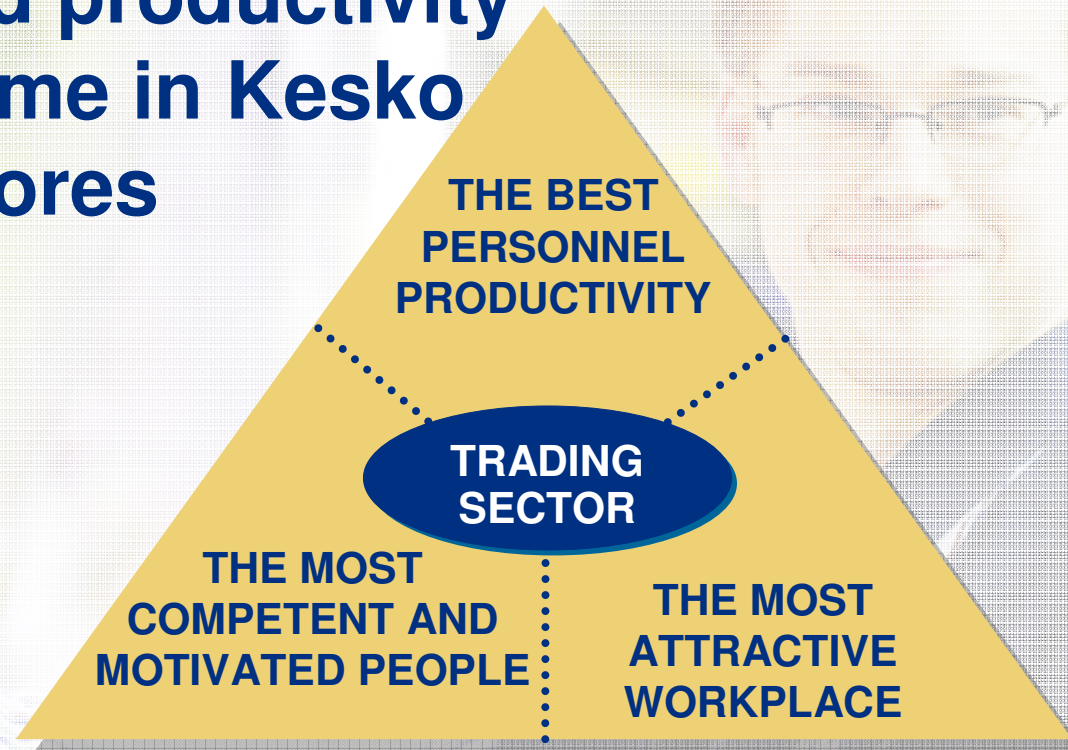 productivity
me in Kesko
ores
THE BEST
PERSONNEL
PRODUCTIVITY
TRADING
SECTOR
THE MOST
COMPETENT AND
MOTIVATED PEOPLE
THE MOST
ATTRACTIVE
WORKPLACE